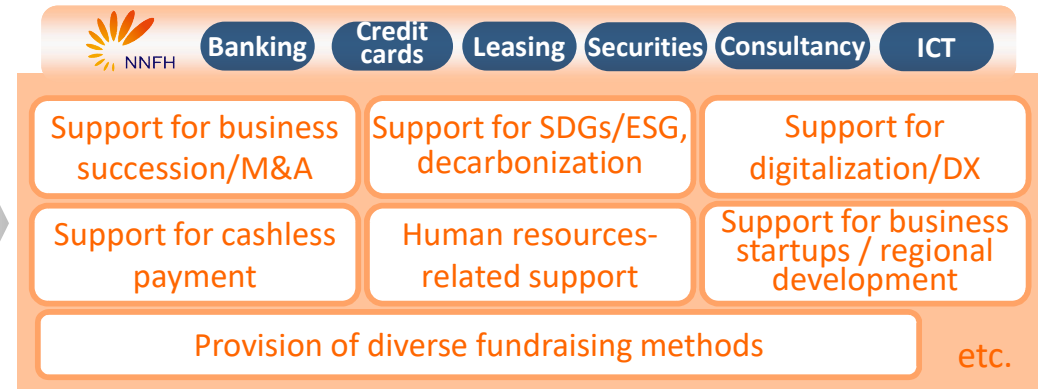 NNFH
Banking
Credit
cards
Leasing
Securities
Consultancy
ICT
Support for business
succession/M&A
Support for SDGs/ESG,
decarbonization
Support for
digitalization/DX
Support for cashless
payment
Human resources-
related support
Support for business
startups / regional
development
Provision of diverse fundraising methods
etc.